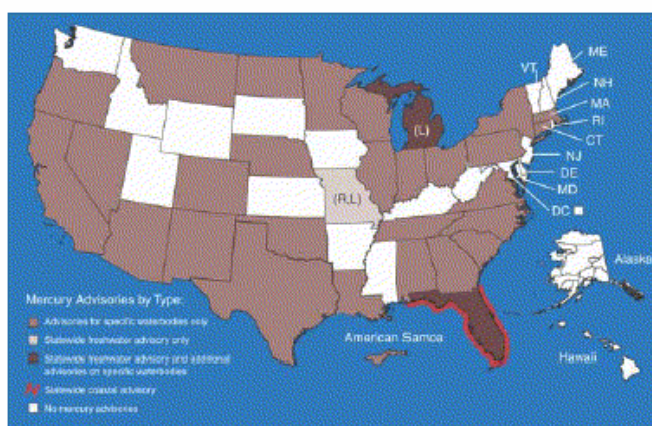 ME
VT
NH
MA
(L)
RI
CT
NJ
DE
(R,L)
MD
DC
Alaska
Mercury Advisories by Type:
Advisories for specific waterbodies only
American Samoa
Statewide freshwater advisory only
Statewide freshwater advisory and additional
advisories on specific waterbodies
Hawaii
Statewide coastal advisory
No mercury advisories